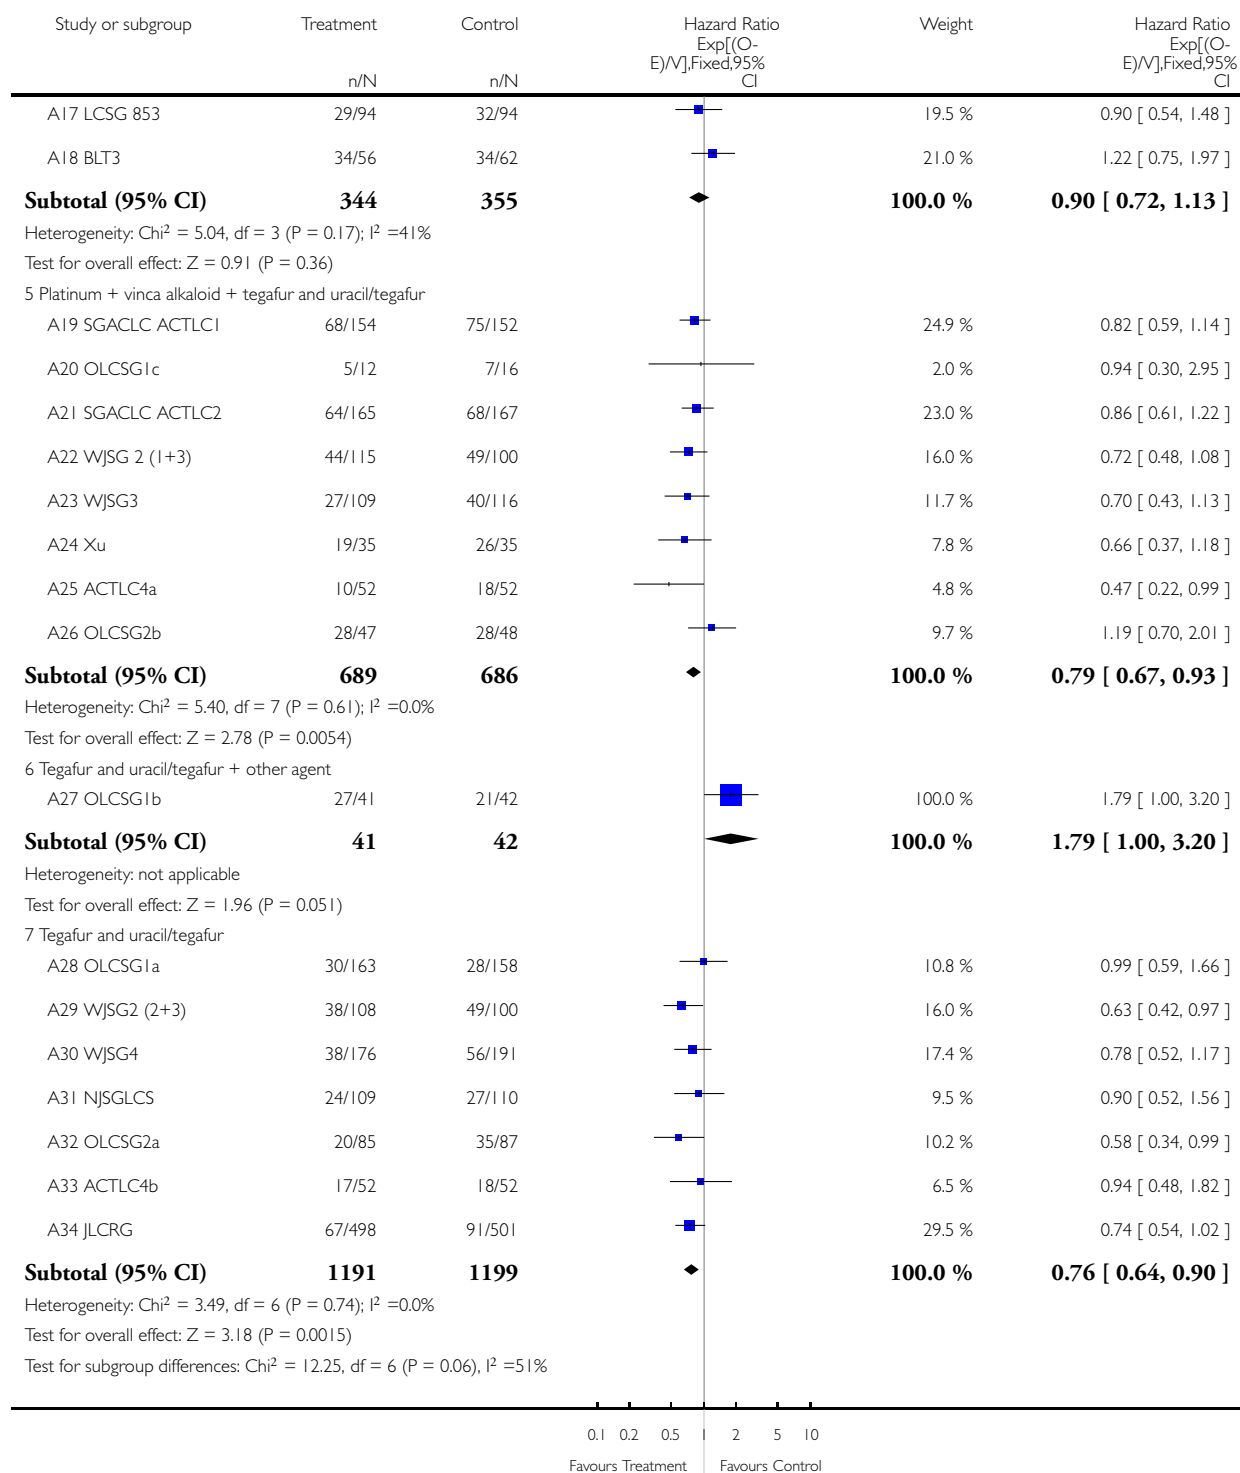 Study or subgroup Treatment Control Hazard Ratio Weight Hazard Ratio
Exp[(O- Exp[(O-
E)/V],Fixed,95% E)/V],Fixed,95%
n/N n/N CI CI
A17 LCSG 853 29/94 32/94 19.5 % 0.90 [ 0.54, 1.48 ]
A18 BLT3 34/56 34/62 21.0 % 1.22 [ 0.75, 1.97 ]
Subtotal (95% CI) 344 355 100.0 % 0.90 [ 0.72, 1.13 ]
Heterogeneity: Chi² = 5.04, df = 3 (P = 0.17); I² =41%
Test for overall effect: Z = 0.91 (P = 0.36)
5 Platinum + vinca alkaloid + tegafur and uracil/tegafur
A19 SGACLC ACTLC1 68/154 75/152 24.9 % 0.82 [ 0.59, 1.14 ]
A20 OLCSG1c 5/12 7/16 2.0 % 0.94 [ 0.30, 2.95 ]
A21 SGACLC ACTLC2 64/165 68/167 23.0 % 0.86 [ 0.61, 1.22 ]
A22 WJSG 2 (1+3) 44/115 49/100 16.0 % 0.72 [ 0.48, 1.08 ]
A23 WJSG3 27/109 40/116 11.7 % 0.70 [ 0.43, 1.13 ]
A24 Xu 19/35 26/35 7.8 % 0.66 [ 0.37, 1.18 ]
A25 ACTLC4a 10/52 18/52 4.8 % 0.47 [ 0.22, 0.99 ]
A26 OLCSG2b 28/47 28/48 9.7 % 1.19 [ 0.70, 2.01 ]
Subtotal (95% CI) 689 686 100.0 % 0.79 [ 0.67, 0.93 ]
Heterogeneity: Chi² = 5.40, df = 7 (P = 0.61); I² =0.0%
Test for overall effect: Z = 2.78 (P = 0.0054)
6 Tegafur and uracil/tegafur + other agent
A27 OLCSG1b 27/41 21/42 100.0 % 1.79 [ 1.00, 3.20 ]
Subtotal (95% CI) 41 42 100.0 % 1.79 [ 1.00, 3.20 ]
Heterogeneity: not applicable
Test for overall effect: Z = 1.96 (P = 0.051)
7 Tegafur and uracil/tegafur
A28 OLCSG1a 30/163 28/158 10.8 % 0.99 [ 0.59, 1.66 ]
A29 WJSG2 (2+3) 38/108 49/100 16.0 % 0.63 [ 0.42, 0.97 ]
A30 WJSG4 38/176 56/191 17.4 % 0.78 [ 0.52, 1.17 ]
A31 NJSGLCS 24/109 27/110 9.5 % 0.90 [ 0.52, 1.56 ]
A32 OLCSG2a 20/85 35/87 10.2 % 0.58 [ 0.34, 0.99 ]
A33 ACTLC4b 17/52 18/52 6.5 % 0.94 [ 0.48, 1.82 ]
A34 JLCRG 67/498 91/501 29.5 % 0.74 [ 0.54, 1.02 ]
Subtotal (95% CI) 1191 1199 100.0 % 0.76 [ 0.64, 0.90 ]
Heterogeneity: Chi² = 3.49, df = 6 (P = 0.74); I² =0.0%
Test for overall effect: Z = 3.18 (P = 0.0015)
Test for subgroup differences: Chi² = 12.25, df = 6 (P = 0.06), I² =51%
0.1 0.2 0.5 1 2 5 10
Favours Treatment Favours Control